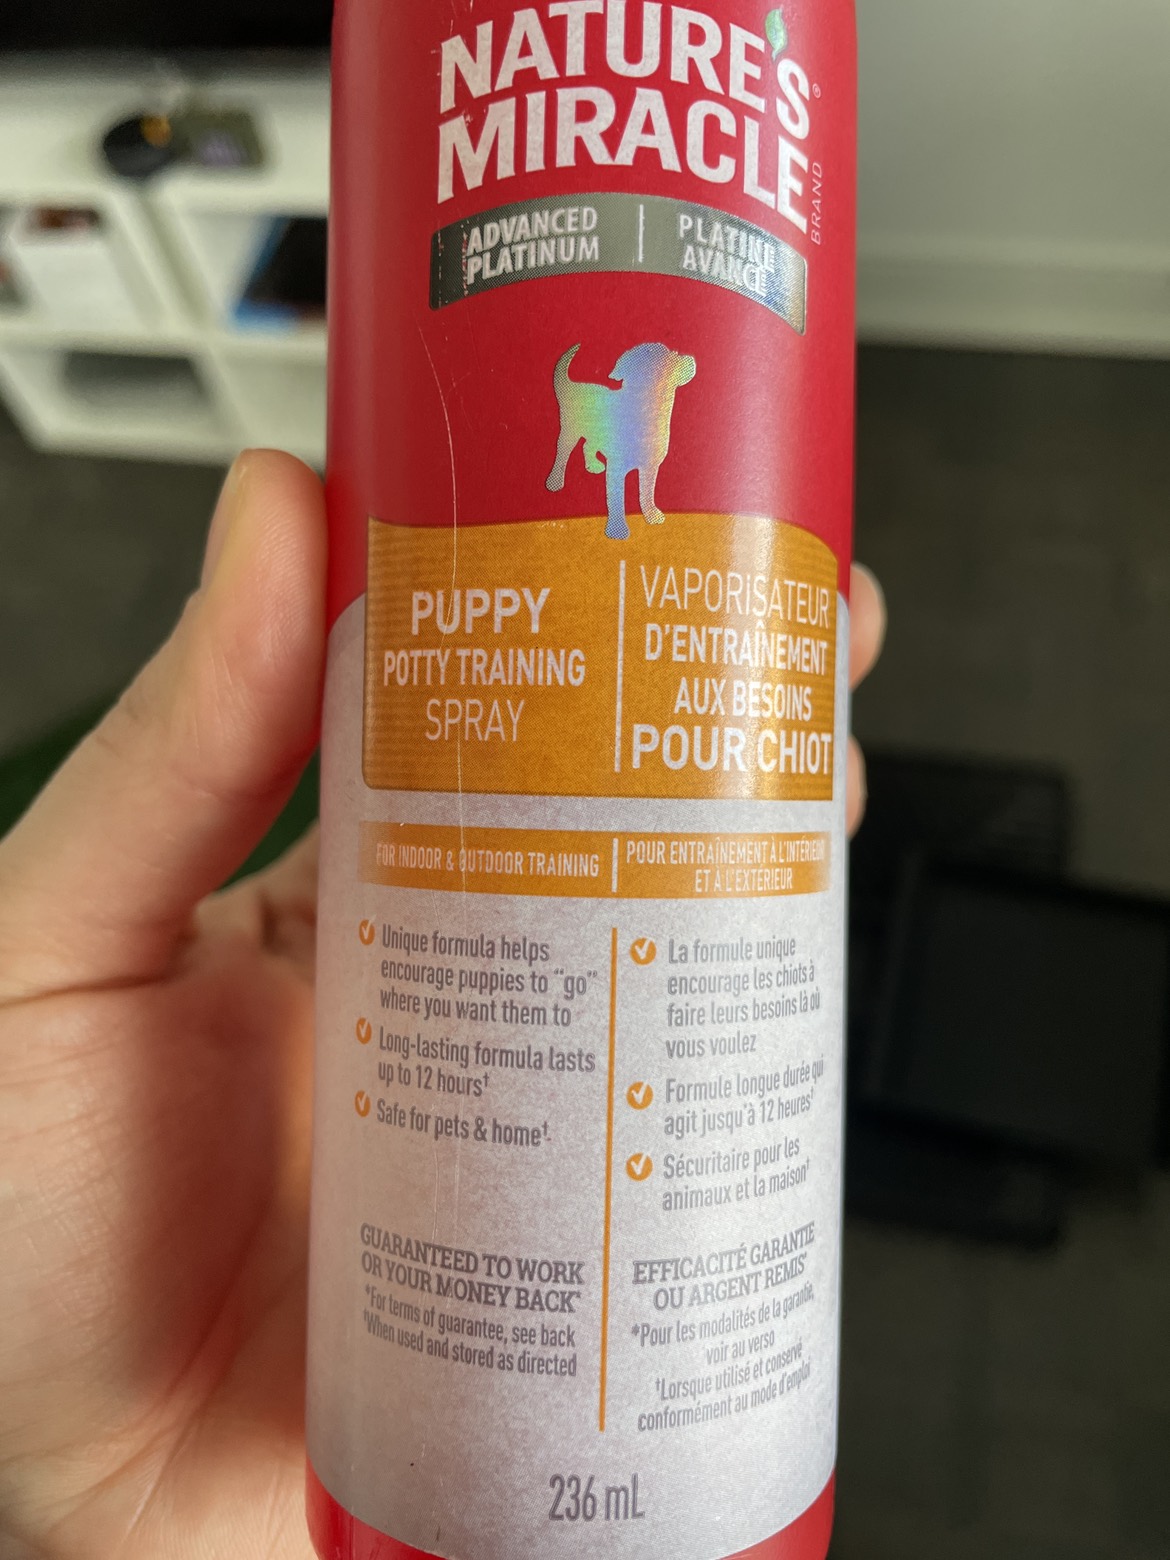 NATURE'S
MIRACLE®
BRAND
ADVANCED
PLATINUM
PLATINE
AVANCÉ
PUPPY
POTTY TRAINING
SPRAY
VAPORISATEUR
D'ENTRAÎNEMENT
AUX BESOINS
POUR CHIOT
FOR INDOOR & OUTDOOR TRAINING
POUR ENTRAÎNEMENT À L'INTÉRIEUR
ET À L'EXTÉRIEUR
Unique formula helps
encourage puppies to "go"
where you want them to
Long-lasting formula lasts
up to 12 hours†
Safe for pets & home†
La formule unique
encourage les chiots à
faire leurs besoins là où
vous voulez
Formule longue durée qui
agit jusqu'à 12 heures†
Sécuritaire pour les
animaux et la maison†
GUARANTEED TO WORK
OR YOUR MONEY BACK*
*For terms of guarantee, see back
†When used and stored as directed
EFFICACITÉ GARANTIE
OU ARGENT REMIS*
*Pour les modalités de la garantie,
voir au verso
†Lorsque utilisé et conservé
conformément au mode d'emploi
236 mL